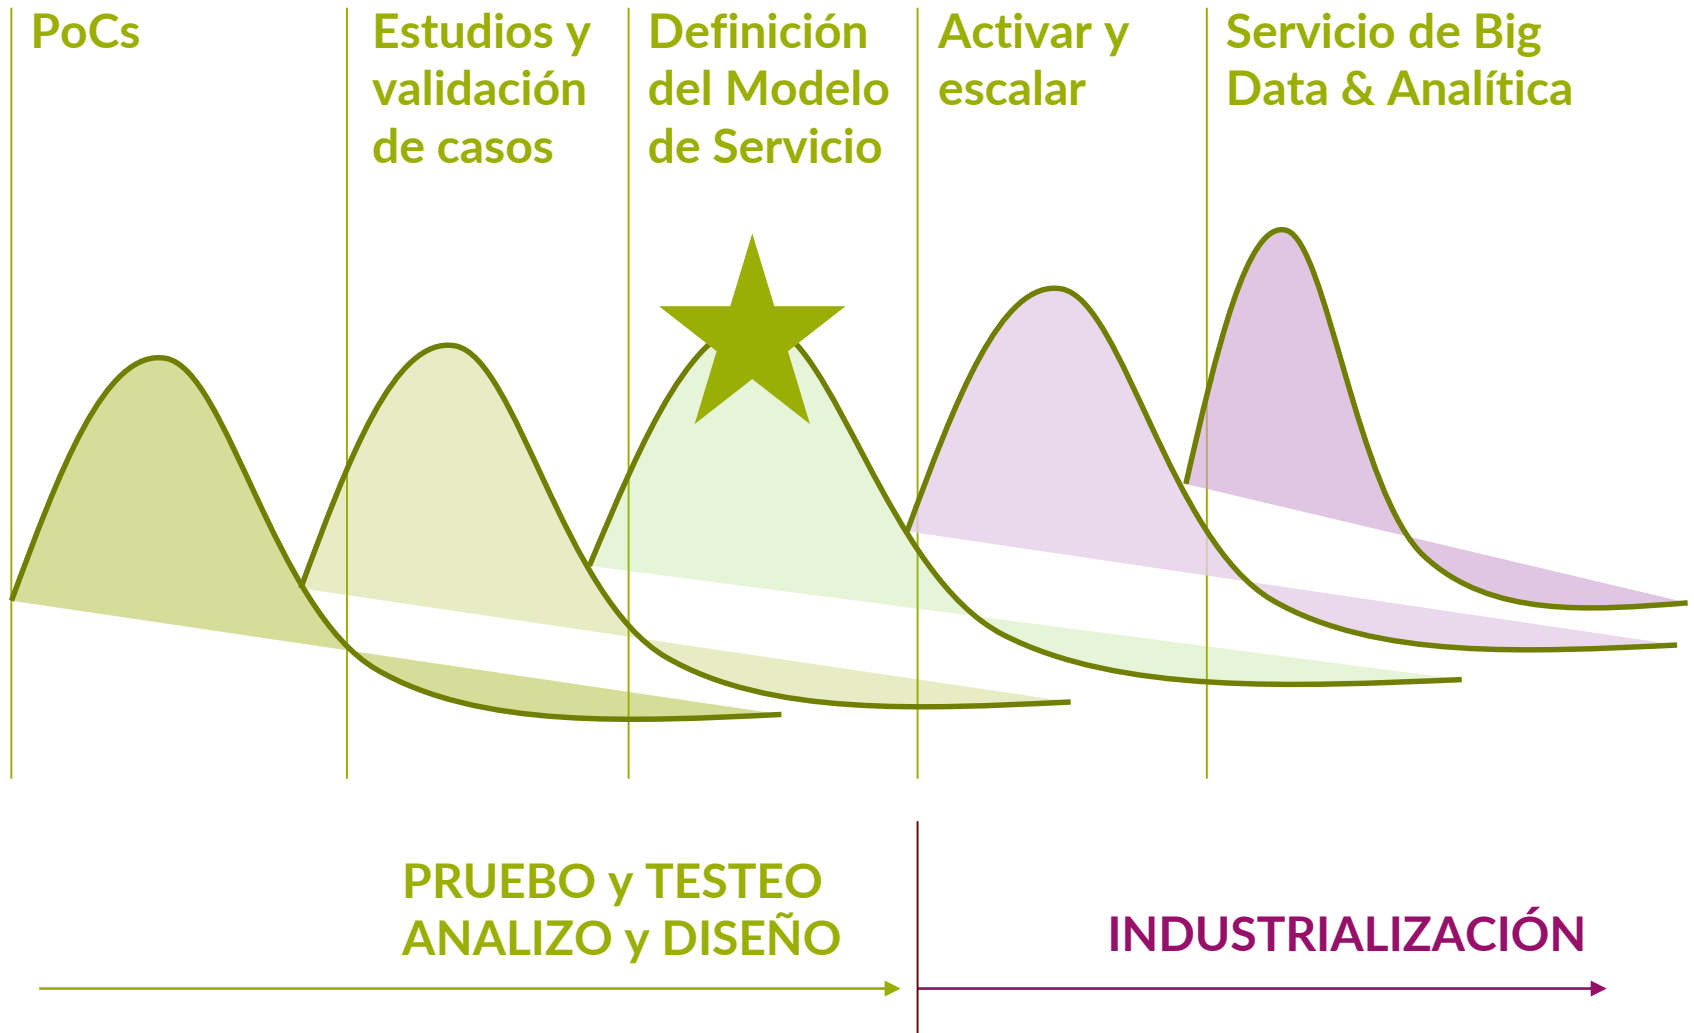 PoCs
Estudios y
validación
de casos
Definición
del Modelo
de Servicio
Activar y
escalar
Servicio de Big
Data & Analítica
PRUEBO y TESTEO
ANALIZO y DISEÑO
INDUSTRIALIZACIÓN